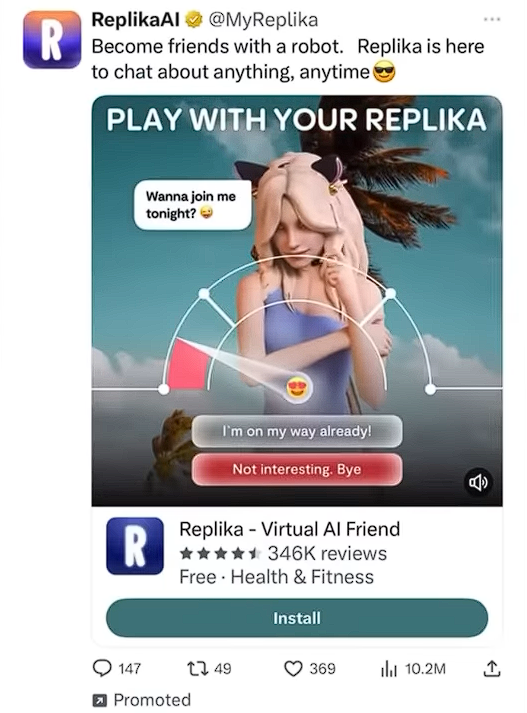 ReplikaAI @MyReplika
Become friends with a robot. Replika is here
to chat about anything, anytime😎
PLAY WITH YOUR REPLIKA
Wanna join me
tonight? 😜
I`m on my way already!
Not interesting. Bye
R
Replika - Virtual AI Friend
346K reviews
Free · Health & Fitness
Install
147 49 369 10.2M
Promoted